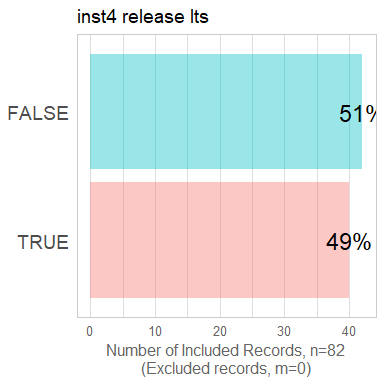 inst4 release lts
FALSE
51%
TRUE
49%
0 10 20 30 40
Number of Included Records, n=82
(Excluded records, m=0)